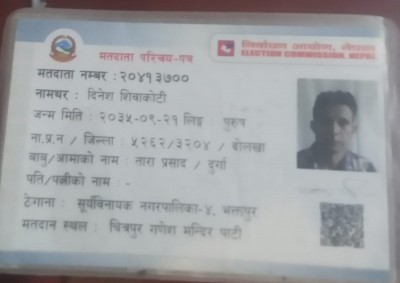 मतदाता परिचय-पत्र
निर्वाचन आयोग, नेपाल
ELECTION COMMISSION, NEPAL
मतदाता नम्बर : २०४१३७००
नामथर : दिनेश शिवाकोटी
जन्म मिति : २०३५-०९-२१ लिङ्ग : पुरुष
ना.प्र.न / जिल्ला : ५२६२/३२०४ / दोलखा
बाबु/आमाको नाम : तारा प्रसाद / दुर्गा
पति/पत्नीको नाम : -
ठेगाना : सूर्यविनायक नगरपालिका-४, भक्तपुर
मतदान स्थल : चित्रपुर गणेश मन्दिर पाटी